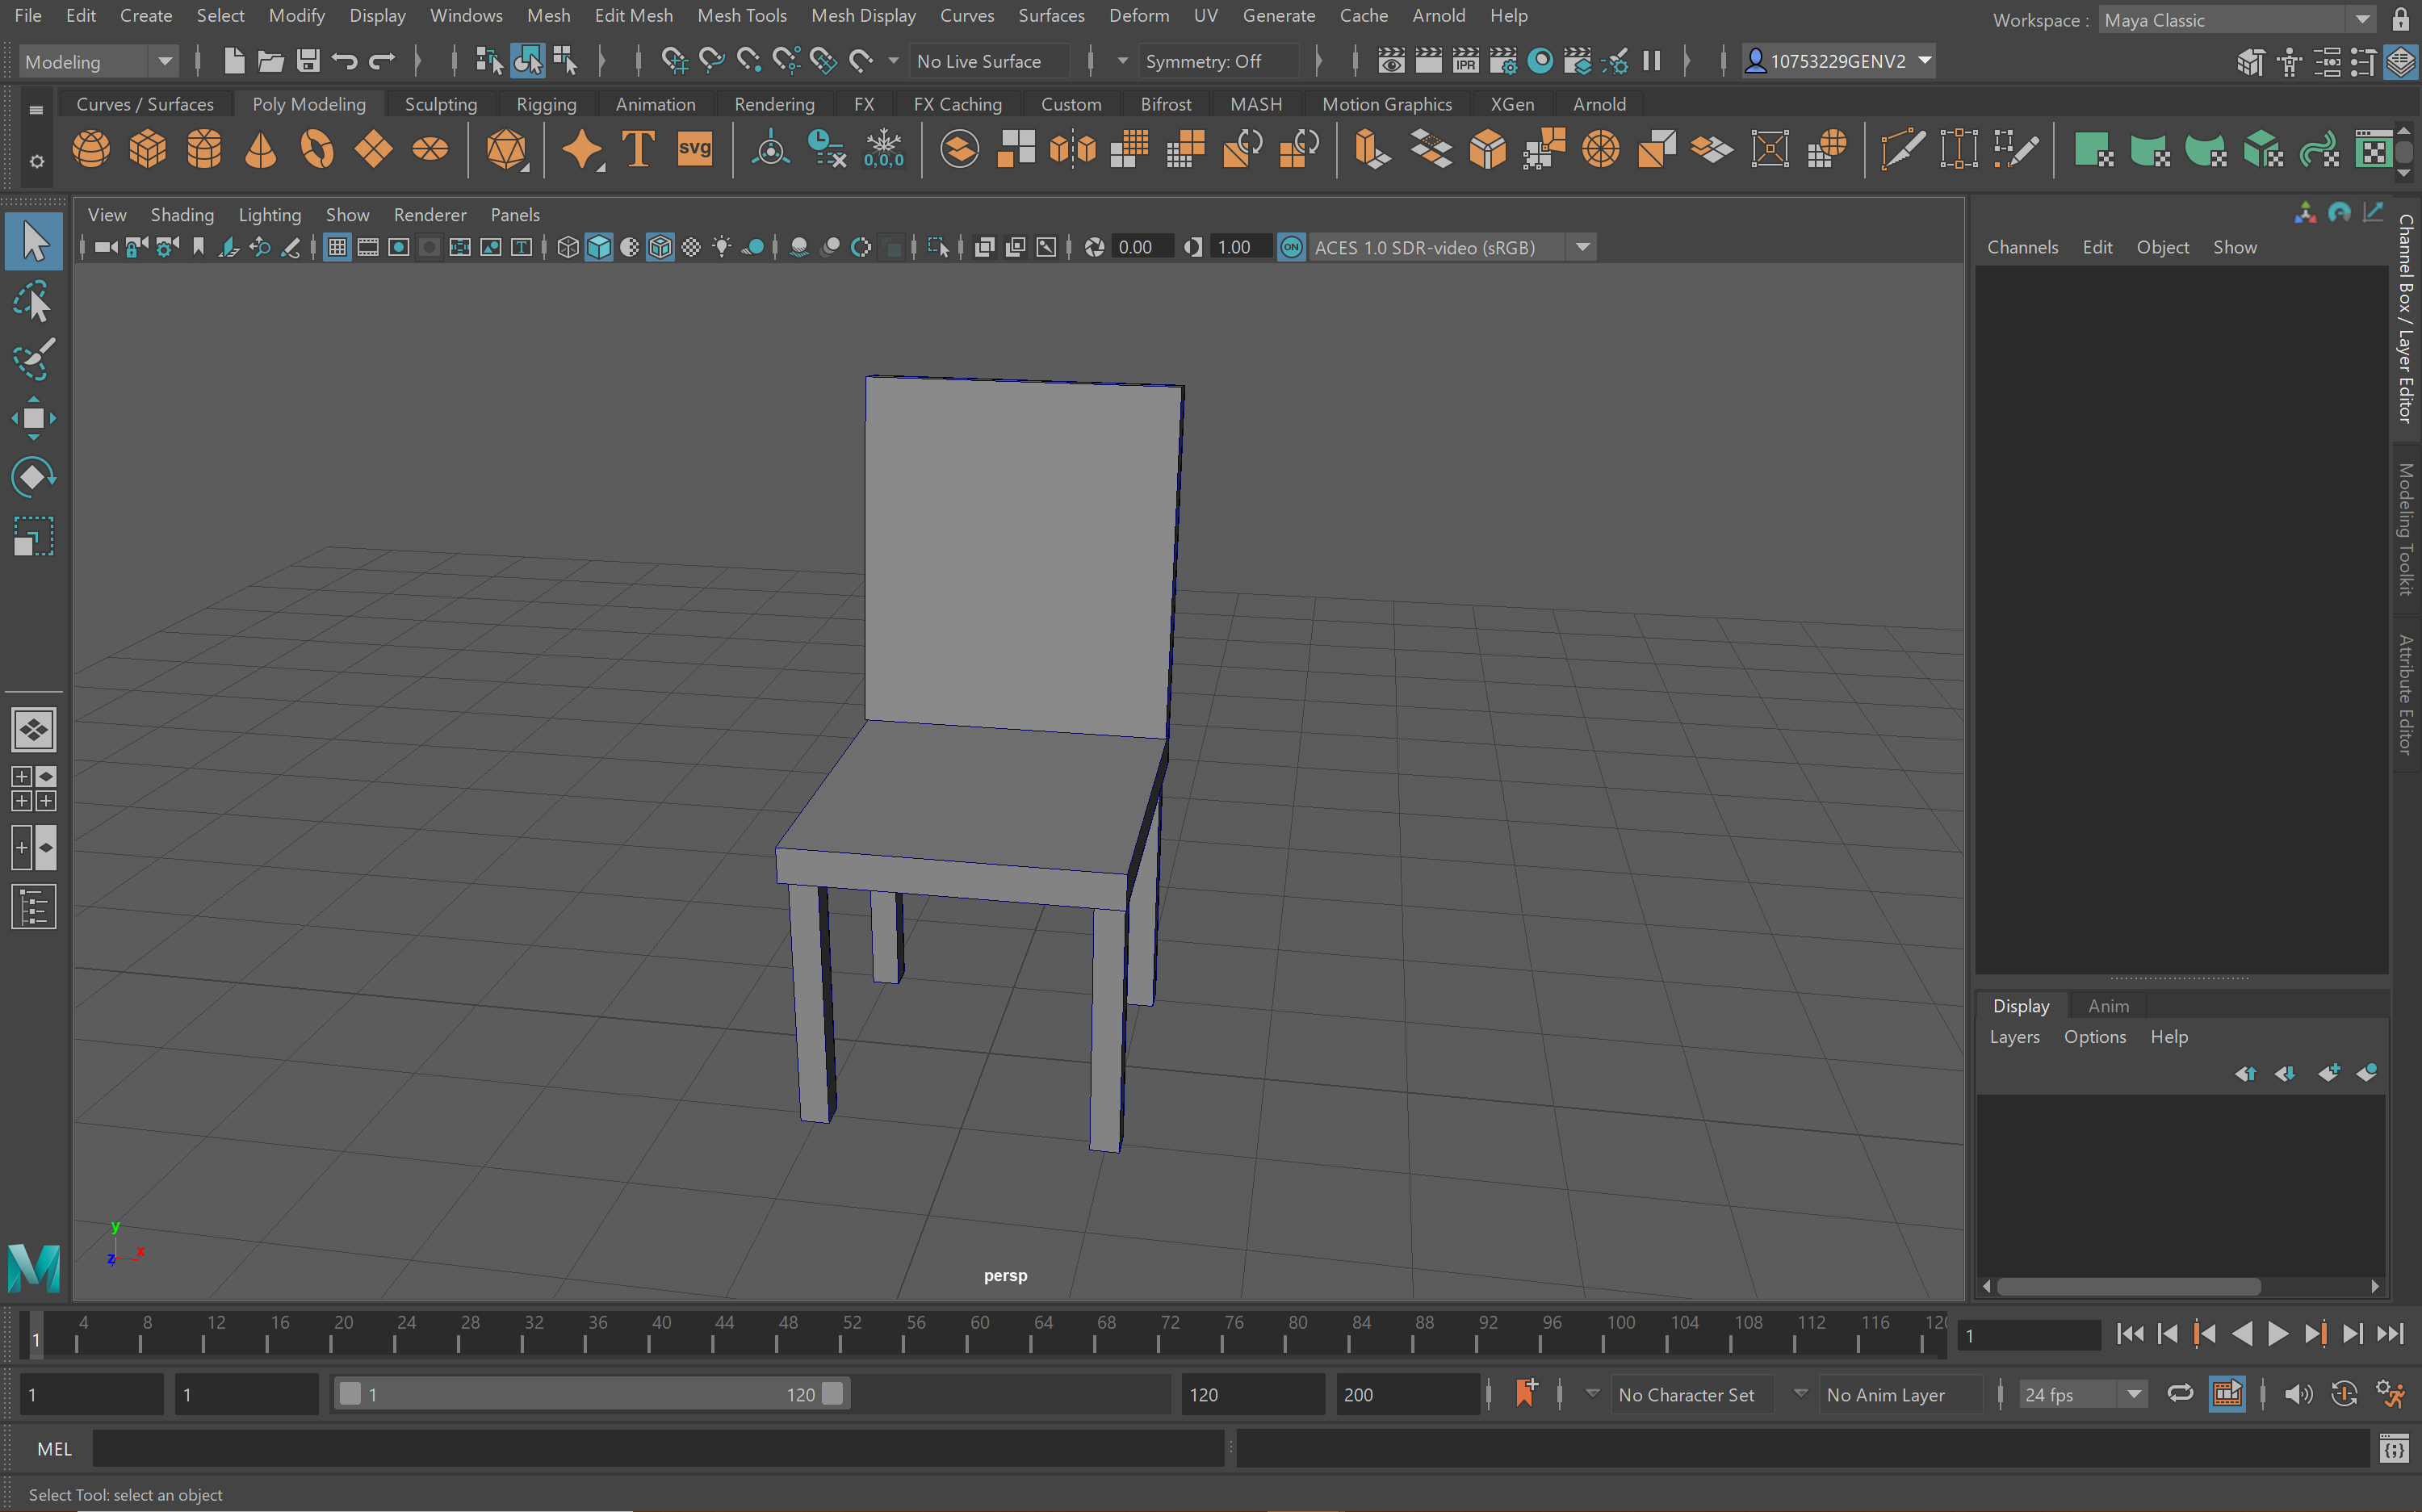 File Edit Create Select Modify Display Windows Mesh Edit Mesh Mesh Tools Mesh Display Curves Surfaces Deform UV Generate Cache Arnold Help
Workspace : Maya Classic
Modeling No Live Surface Symmetry: Off IPR 10753229GENV2
Curves / Surfaces Poly Modeling Sculpting Rigging Animation Rendering FX FX Caching Custom Bifrost MASH Motion Graphics XGen Arnold
T svg 0,0,0
View Shading Lighting Show Renderer Panels
T 0.00 1.00 ON ACES 1.0 SDR-video (sRGB)
Channels Edit Object Show
Channel Box / Layer Editor
Modeling Toolkit
Attribute Editor
Display Anim
Layers Options Help
y
z x
persp
M
1 4 8 12 16 20 24 28 32 36 40 44 48 52 56 60 64 68 72 76 80 84 88 92 96 100 104 108 112 116 120
1
1 1 1 120 120 200 No Character Set No Anim Layer 24 fps
MEL
{;}
Select Tool: select an object